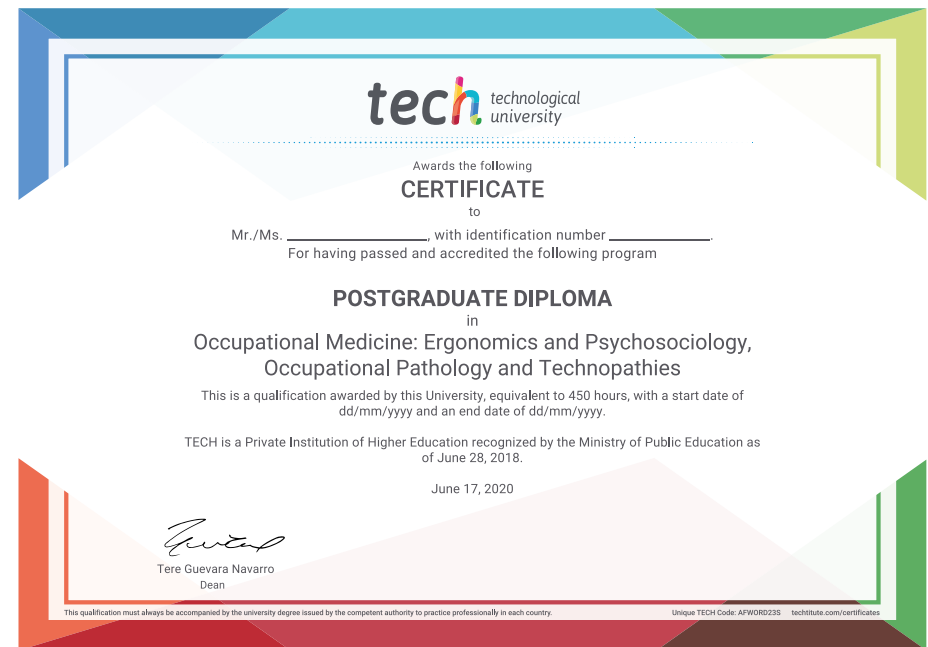 tech technological
university
Awards the following
CERTIFICATE
to
Mr./Ms. ____________, with identification number ____________.
For having passed and accredited the following program
POSTGRADUATE DIPLOMA
in
Occupational Medicine: Ergonomics and Psychosociology,
Occupational Pathology and Technopathies
This is a qualification awarded by this University, equivalent to 450 hours, with a start date of
dd/mm/yyyy and an end date of dd/mm/yyyy.
TECH is a Private Institution of Higher Education recognized by the Ministry of Public Education as
of June 28, 2018.
June 17, 2020
Tere Guevara Navarro
Dean
This qualification must always be accompanied by the university degree issued by the competent authority to practice professionally in each country.
Unique TECH Code: AFWORD23S techtitute.com/certificates